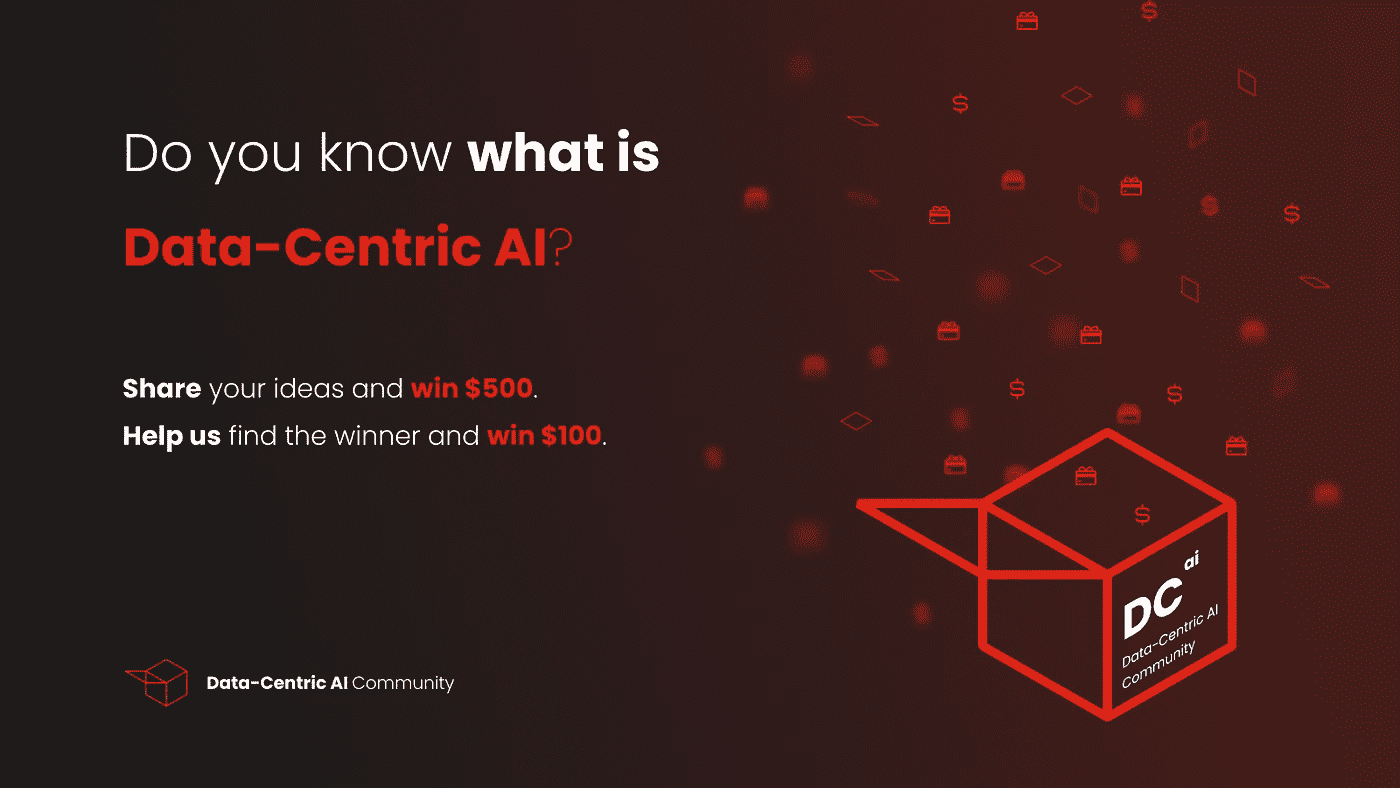 Do you know what is
Data-Centric AI?
Share your ideas and win $500.
Help us find the winner and win $100.
DC ai
Data-Centric AI
Community
Data-Centric AI Community